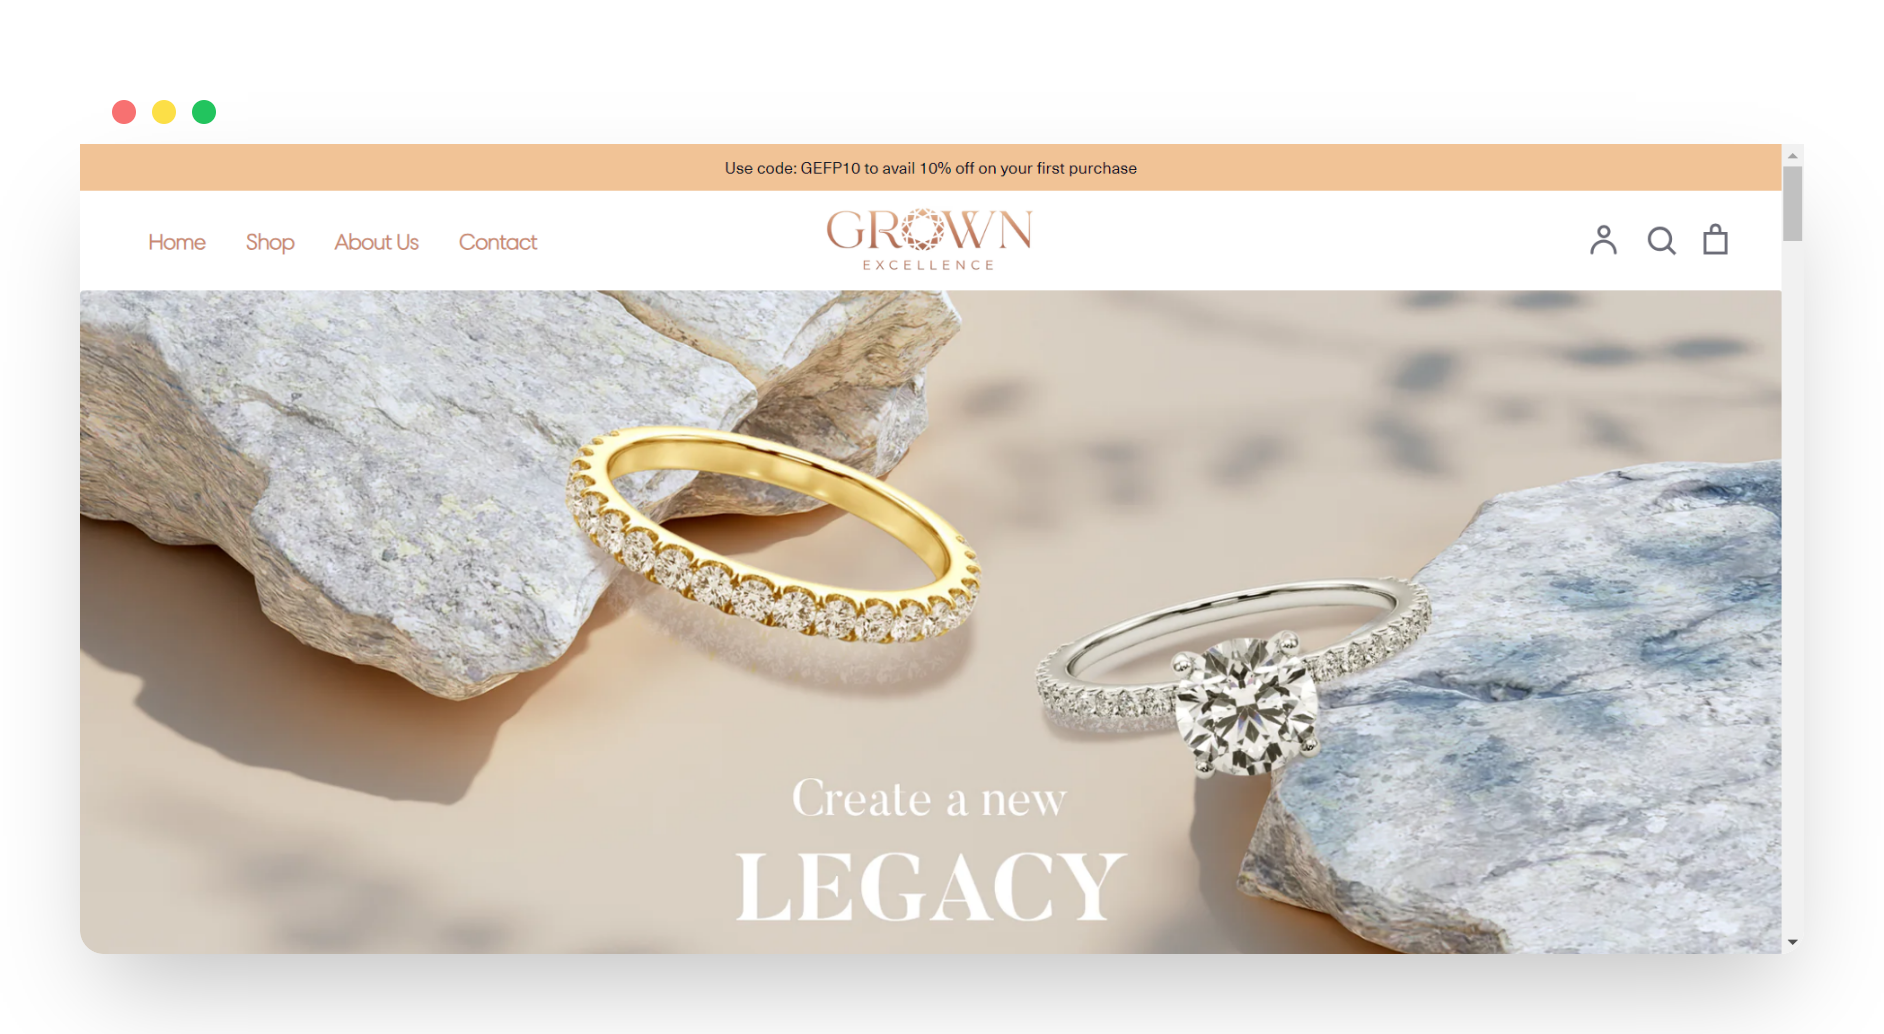 Use code: GEFP10 to avail 10% off on your first purchase
Home Shop About Us Contact
GROWN
EXCELLENCE
Create a new
LEGACY